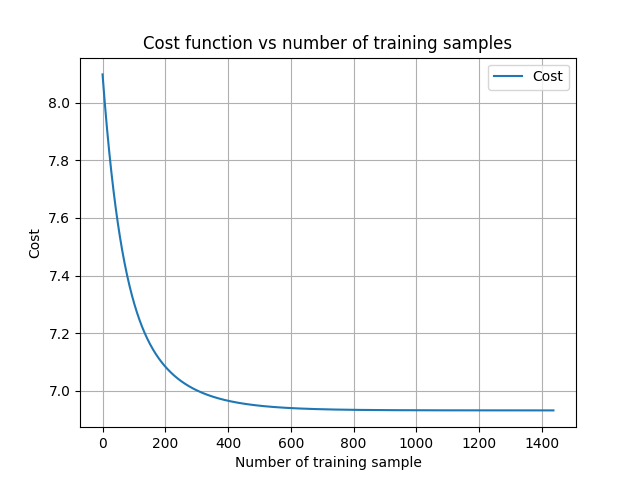 Cost function vs number of training samples
Cost
8.0
7.8
7.6
7.4
7.2
7.0
Cost
0 200 400 600 800 1000 1200 1400
Number of training sample